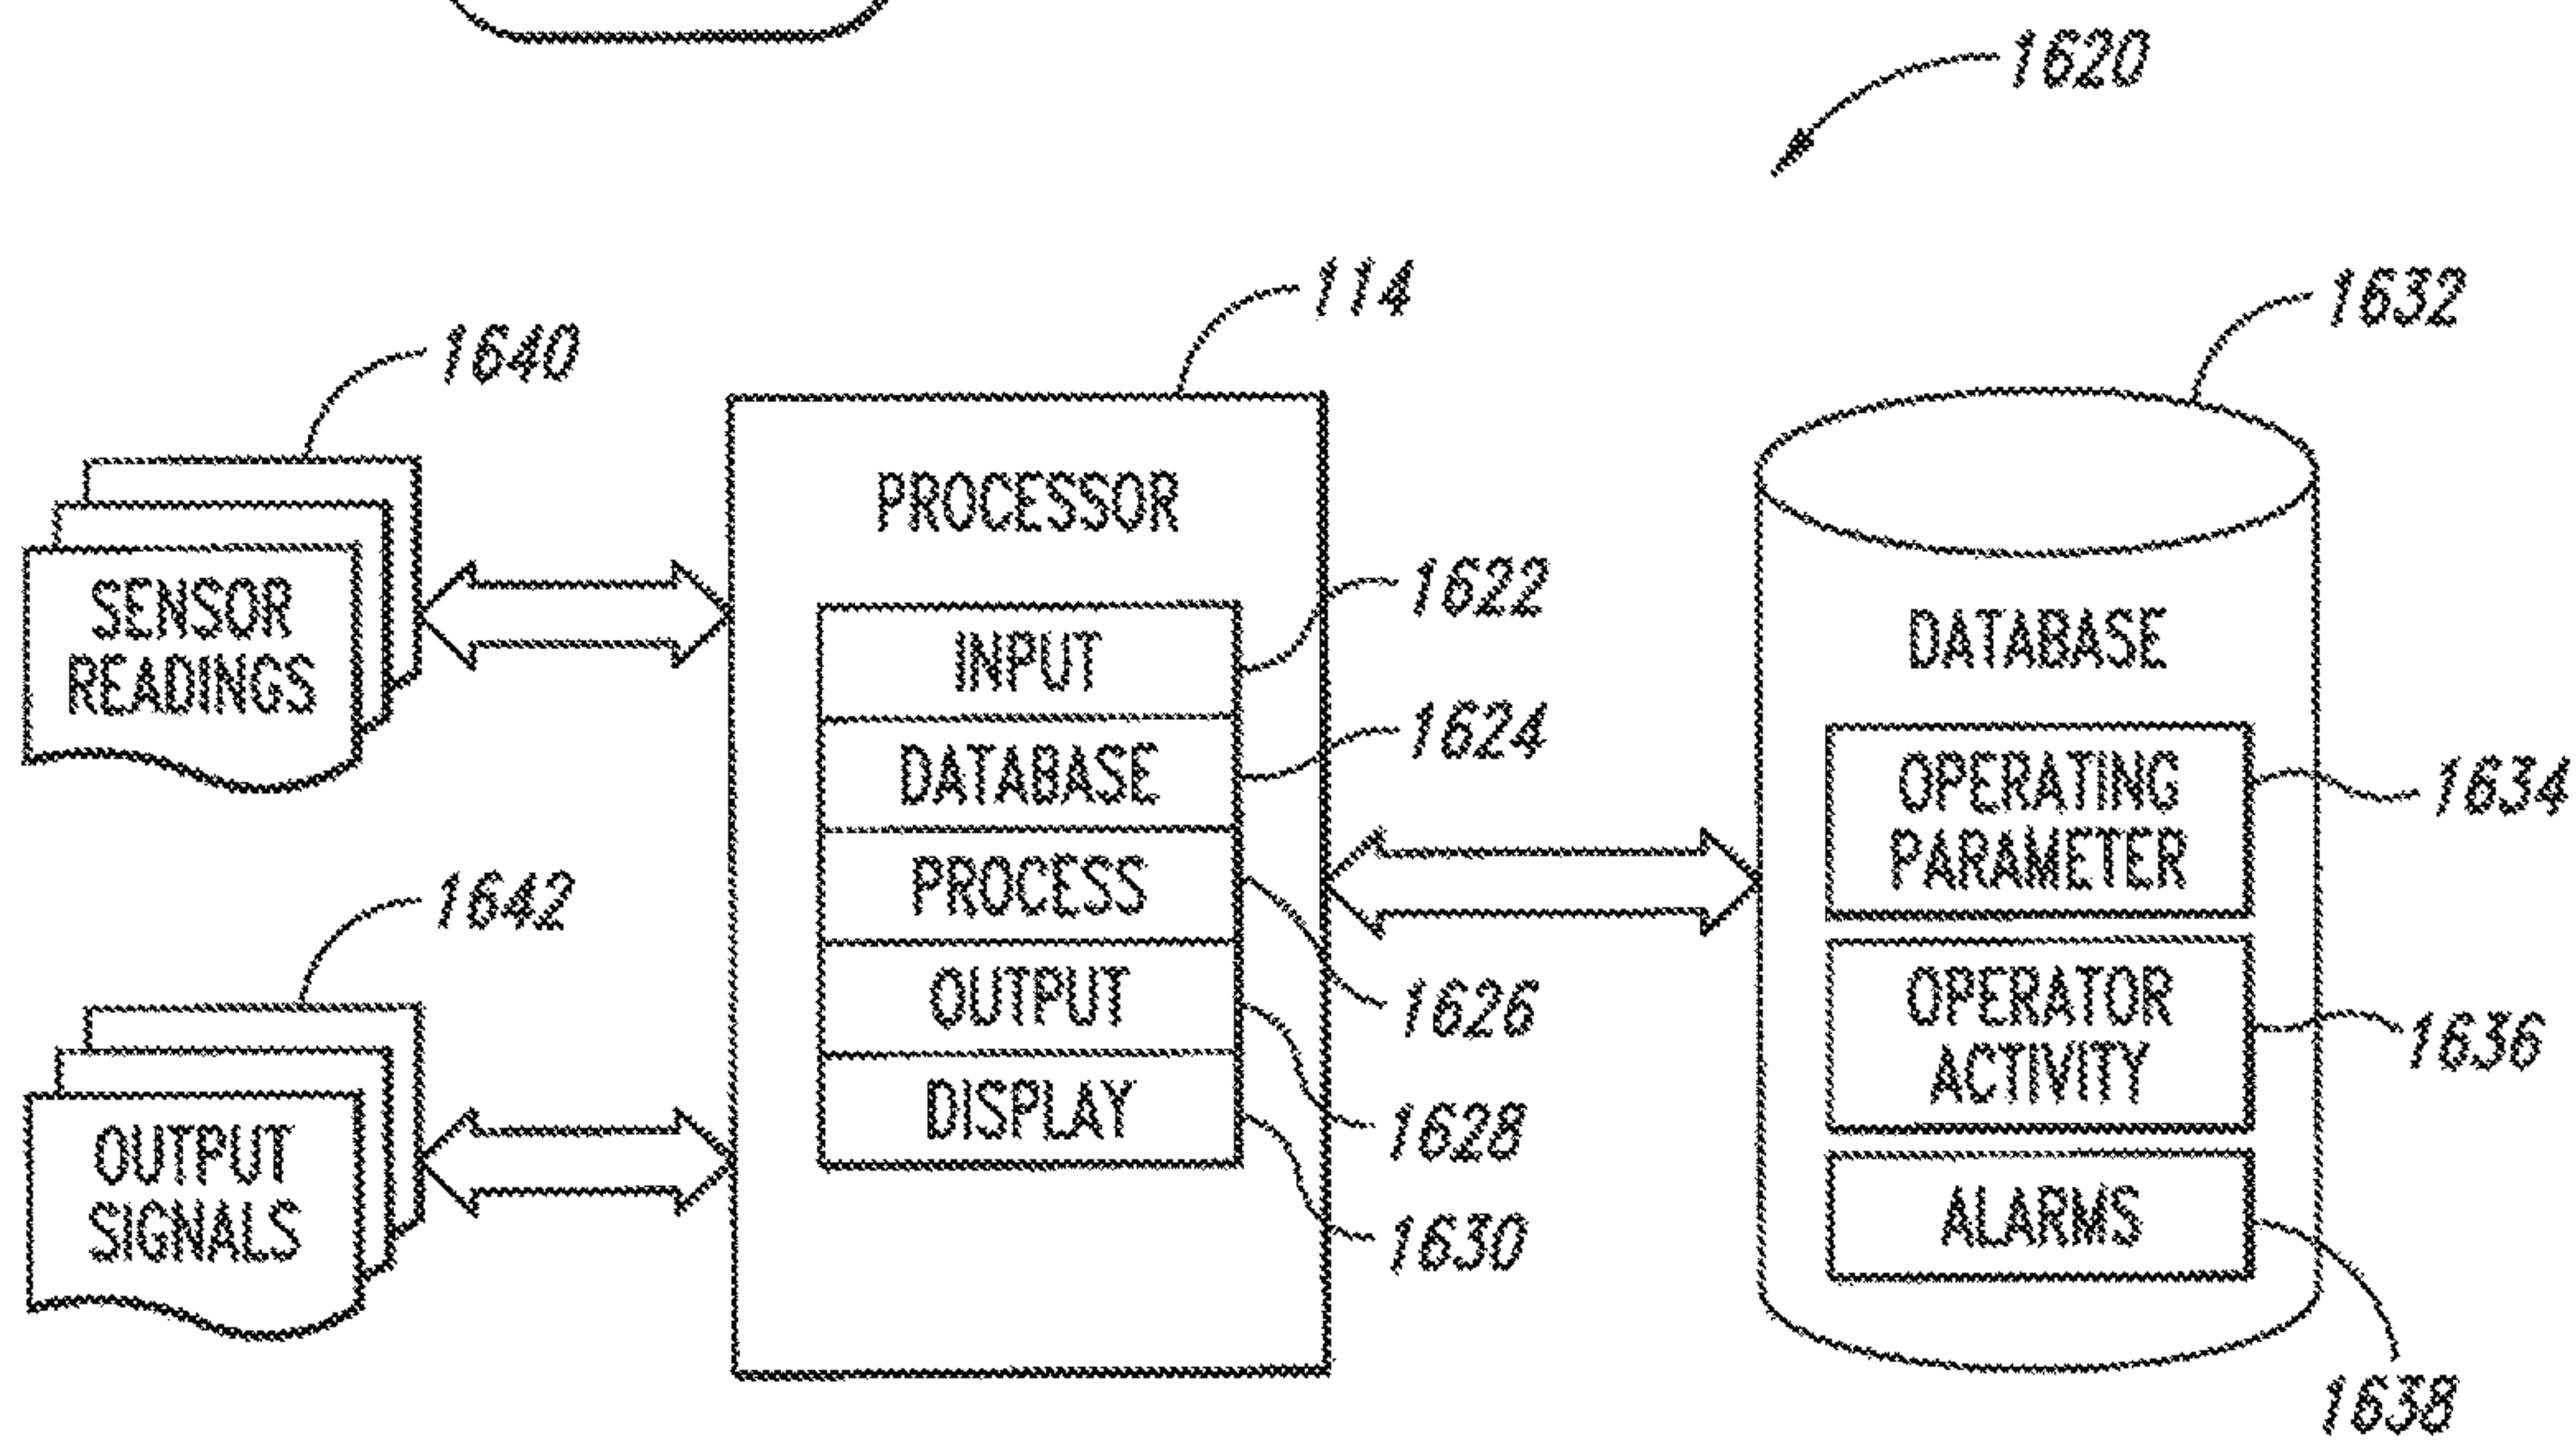 1620
114
1632
1640
PROCESSOR
SENSOR
READINGS
1622
INPUT
DATABASE
1624
DATABASE
OPERATING
PARAMETER
1634
PROCESS
1642
1626
OUTPUT
OPERATOR
ACTIVITY
1636
DISPLAY
1628
OUTPUT
SIGNALS
1630
ALARMS
1638